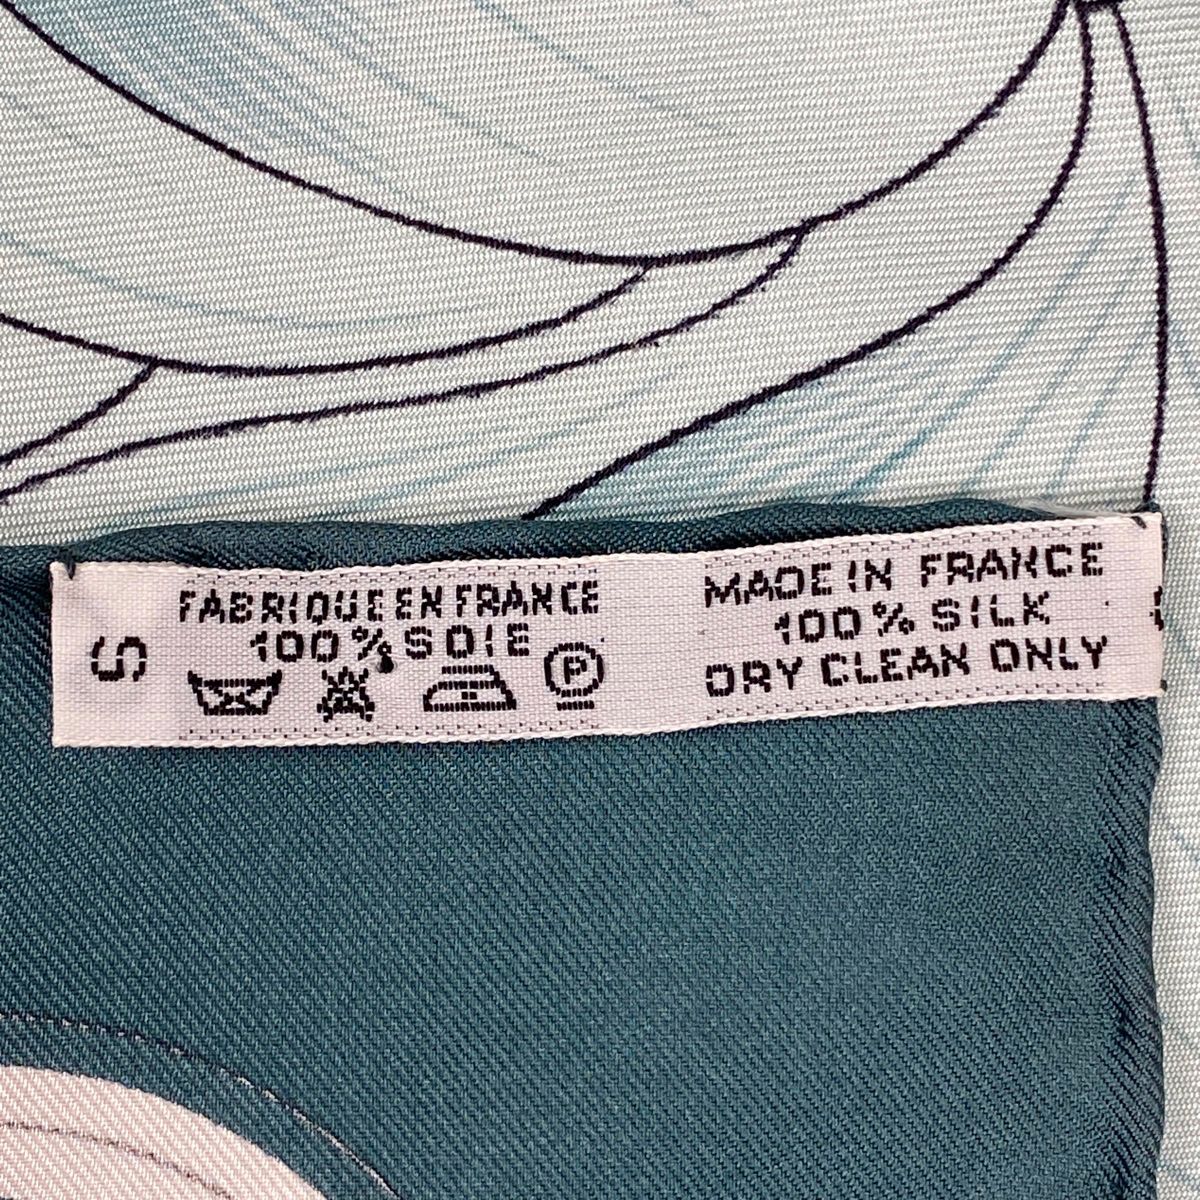 S
FABRIQUE EN FRANCE
100% SOIE
P
MADE IN FRANCE
100% SILK
DRY CLEAN ONLY